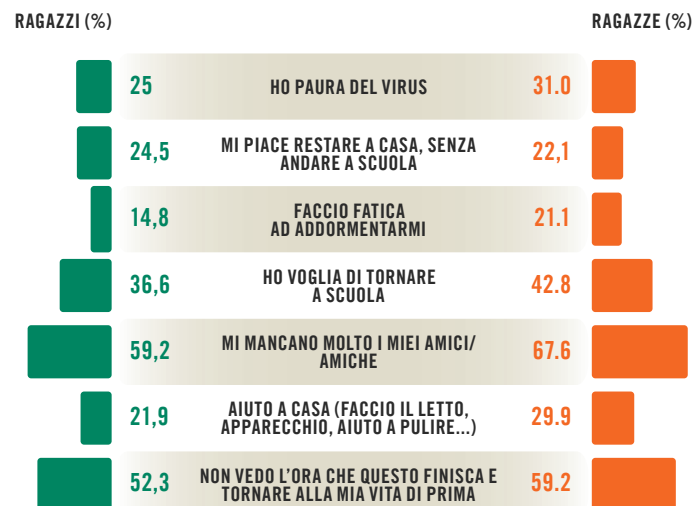 RAGAZZI (%) RAGAZZE (%)
25 HO PAURA DEL VIRUS 31.0
24,5 MI PIACE RESTARE A CASA, SENZA 22,1
ANDARE A SCUOLA
14,8 FACCIO FATICA 21.1
AD ADDORMENTARMI
36,6 HO VOGLIA DI TORNARE 42.8
A SCUOLA
59,2 MI MANCANO MOLTO I MIEI AMICI/ 67.6
AMICHE
21,9 AIUTO A CASA (FACCIO IL LETTO, 29.9
APPARECCHIO, AIUTO A PULIRE...)
52,3 NON VEDO L'ORA CHE QUESTO FINISCA E 59.2
TORNARE ALLA MIA VITA DI PRIMA